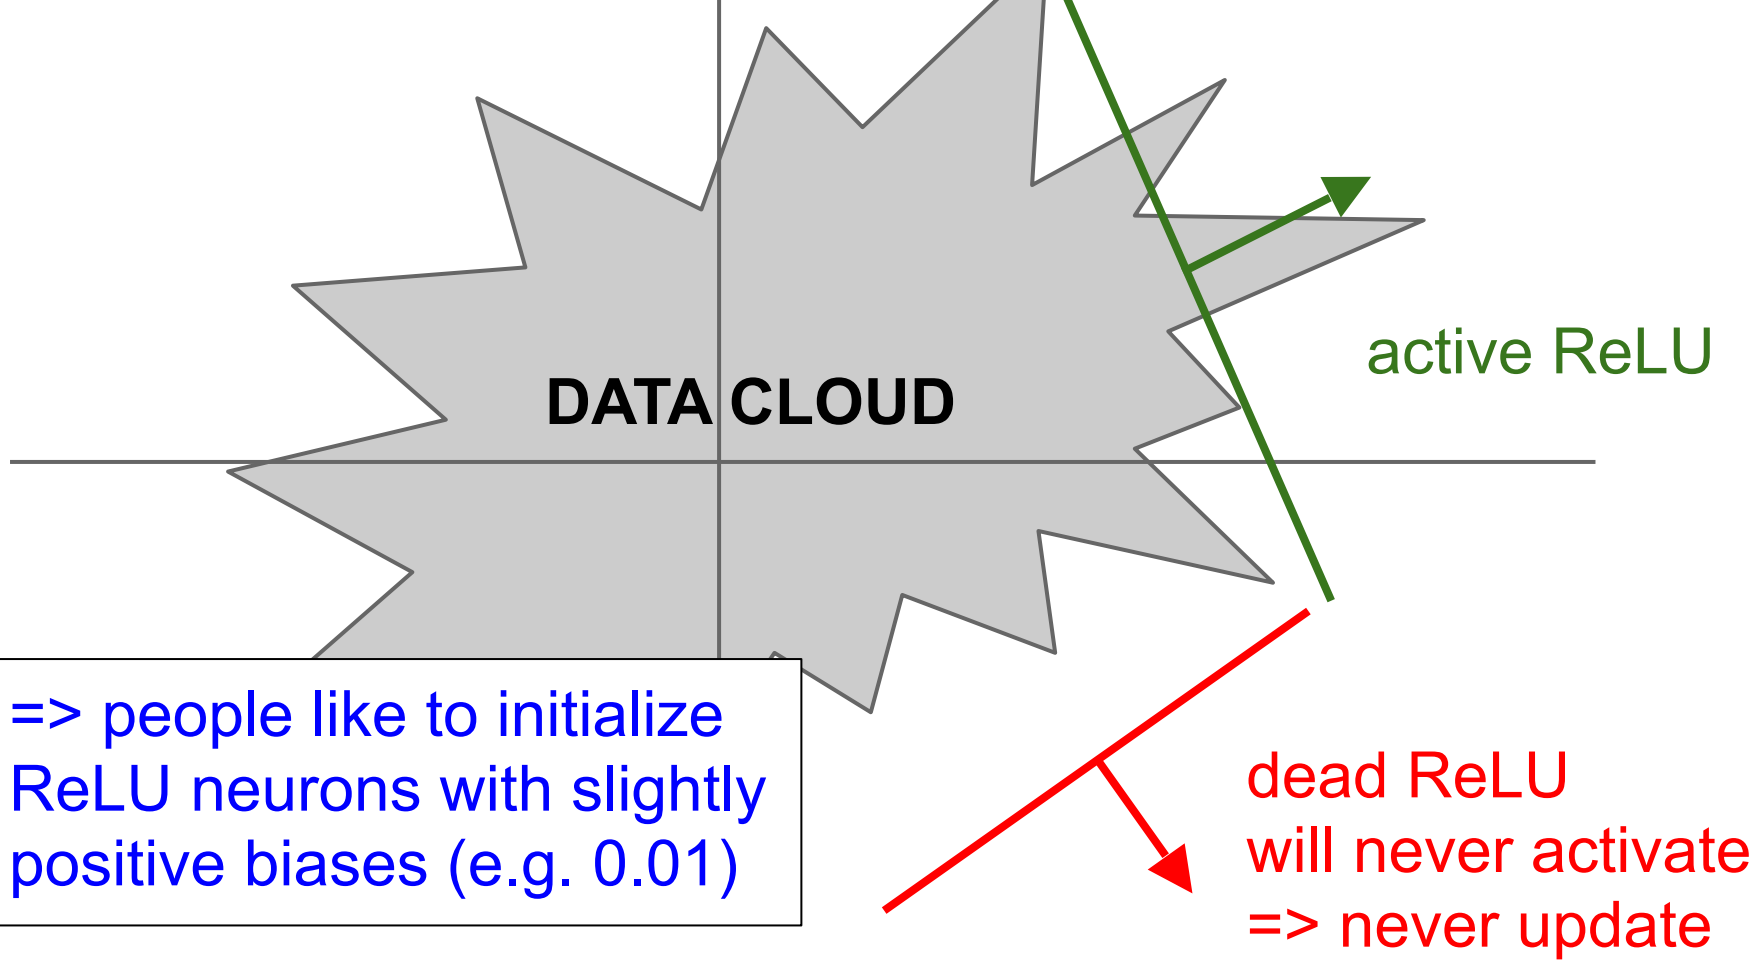 active ReLU
DATA CLOUD
=> people like to initialize
ReLU neurons with slightly
positive biases (e.g. 0.01)
dead ReLU
will never activate
=> never update